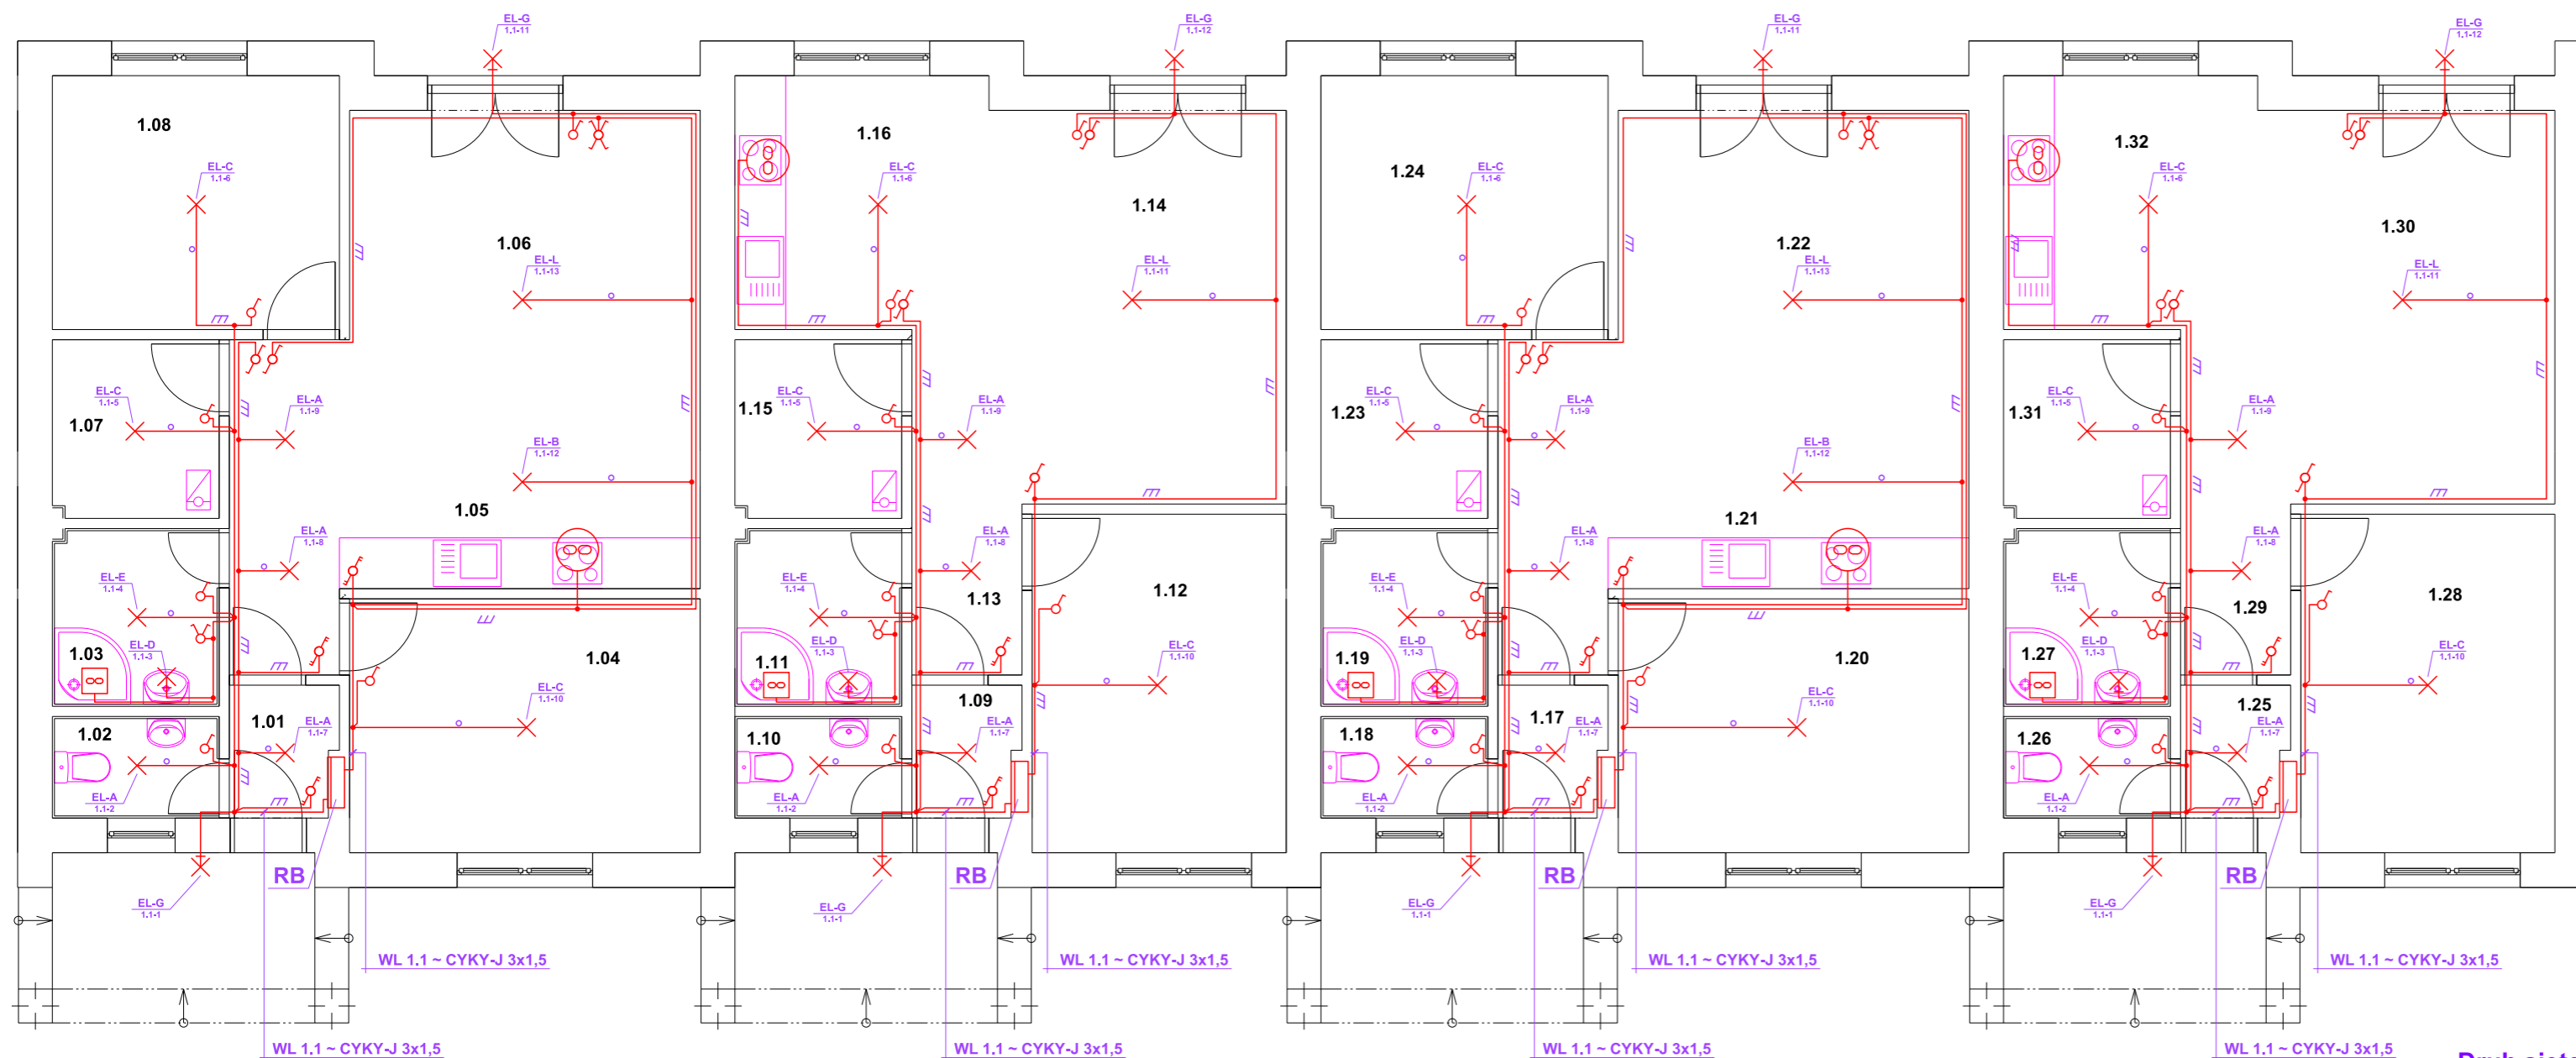 EL-G
1.1-11
EL-G
1.1-12
EL-G
1.1-11
EL-G
1.1-12
1.08
1.16
1.24
1.32
EL-C
1.1-6
EL-C
1.1-6
EL-C
1.1-6
EL-C
1.1-6
1.06
1.14
1.22
1.30
EL-L
1.1-13
EL-L
1.1-11
EL-L
1.1-13
EL-L
1.1-11
EL-C
1.1-5
1.07
EL-A
1.1-9
EL-C
1.1-5
1.15
EL-A
1.1-9
EL-C
1.1-5
1.23
EL-A
1.1-9
EL-C
1.1-5
1.31
EL-A
1.1-9
EL-B
1.1-12
EL-B
1.1-12
1.05
1.21
EL-A
1.1-8
EL-A
1.1-8
EL-A
1.1-8
EL-A
1.1-8
EL-E
1.1-4
EL-E
1.1-4
EL-E
1.1-4
EL-E
1.1-4
1.13
1.12
1.29
1.28
1.03
EL-D
1.1-3
1.04
1.11
EL-D
1.1-3
EL-C
1.1-10
1.19
EL-D
1.1-3
1.20
1.27
EL-D
1.1-3
EL-C
1.1-10
EL-C
1.1-10
EL-C
1.1-10
1.02
1.01
EL-A
1.1-7
1.10
1.09
EL-A
1.1-7
1.18
1.17
EL-A
1.1-7
1.26
1.25
EL-A
1.1-7
EL-A
1.1-2
EL-A
1.1-2
EL-A
1.1-2
EL-A
1.1-2
RB
RB
RB
RB
EL-G
1.1-1
EL-G
1.1-1
EL-G
1.1-1
EL-G
1.1-1
WL 1.1 ~ CYKY-J 3x1,5
WL 1.1 ~ CYKY-J 3x1,5
WL 1.1 ~ CYKY-J 3x1,5
WL 1.1 ~ CYKY-J 3x1,5
WL 1.1 ~ CYKY-J 3x1,5
WL 1.1 ~ CYKY-J 3x1,5
WL 1.1 ~ CYKY-J 3x1,5
WL 1.1 ~ CYKY-J 3x1,5